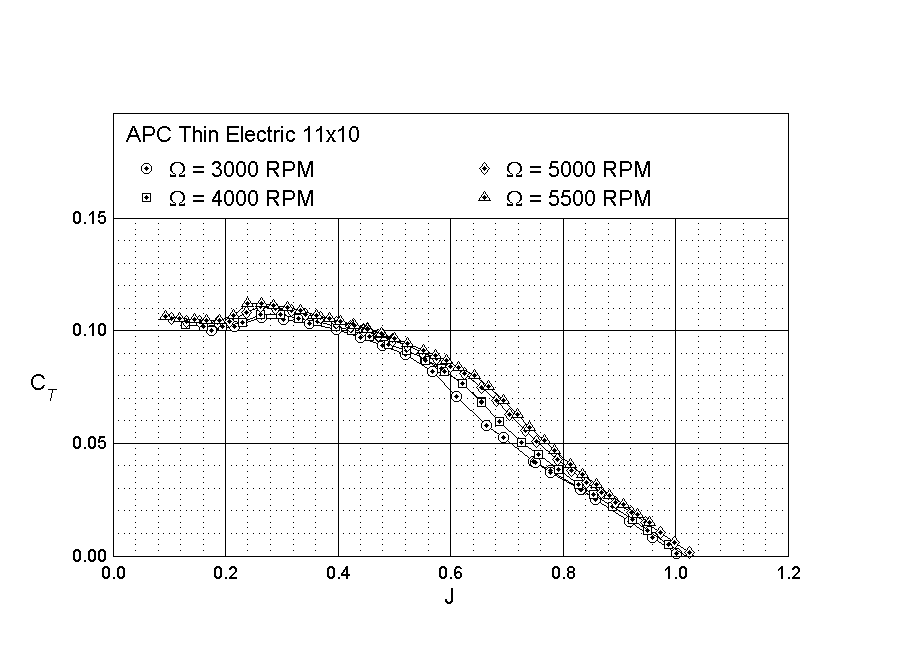 APC Thin Electric 11x10
Ω = 3000 RPM
Ω = 5000 RPM
Ω = 4000 RPM
Ω = 5500 RPM
0.15
0.10
C_T
0.05
0.00
0.0 0.2 0.4 0.6 0.8 1.0 1.2
J